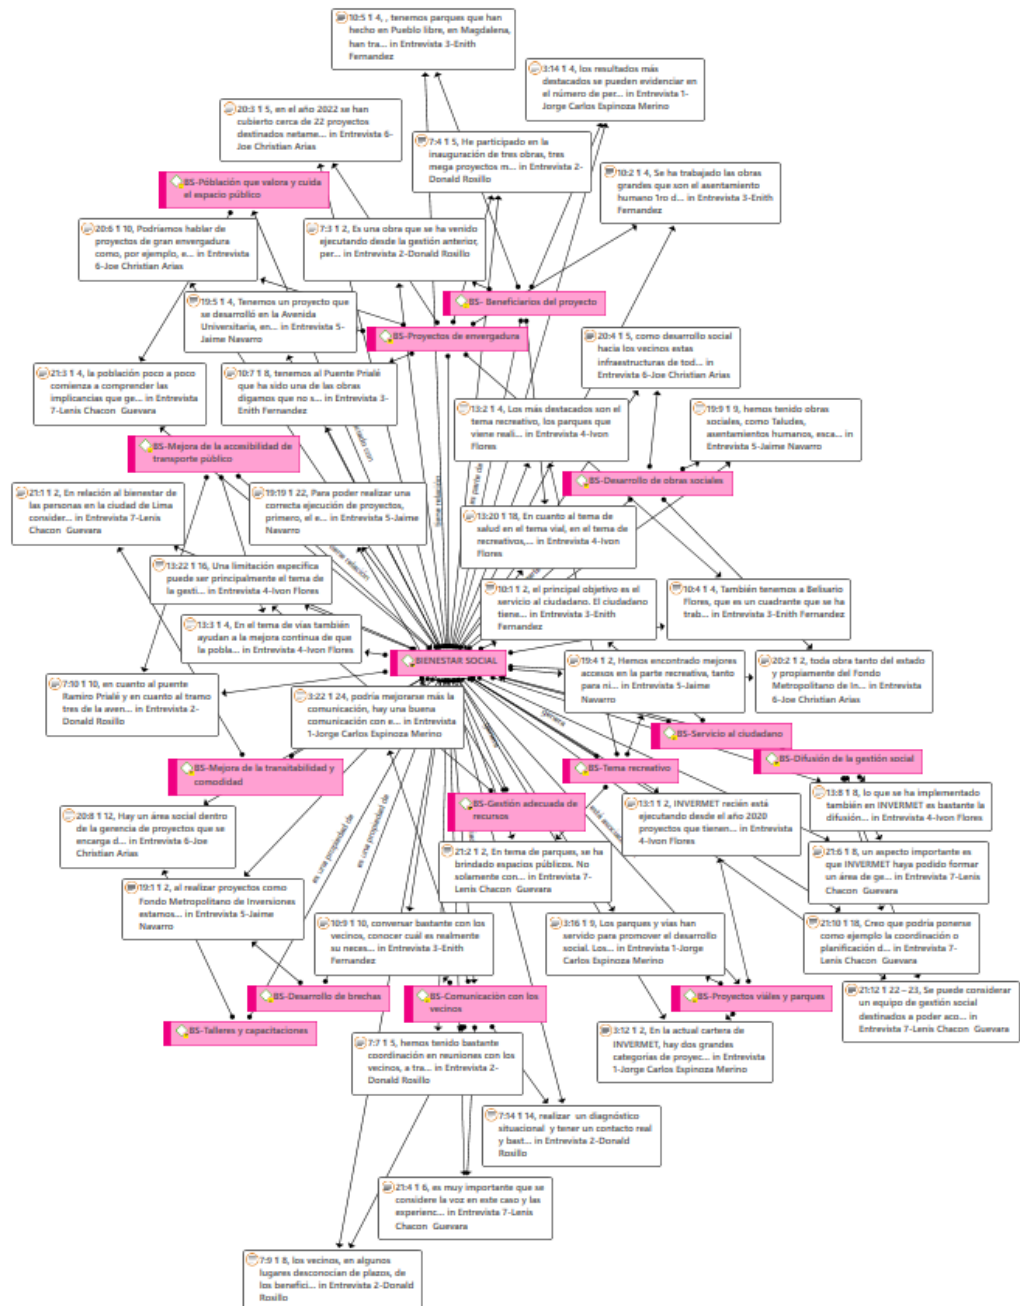 10:5 ¶ 4, , tenemos parques que han
hecho en Pueblo libre, en Magdalena,
han tra... in Entrevista 3-Enith
Fernandez
3:14 ¶ 4, los resultados más
destacados se pueden evidenciar en
el número de per... in Entrevista 1-
Jorge Carlos Espinoza Merino
20:3 ¶ 5, en el año 2022 se han
cubierto cerca de 22 proyectos
destinados netame... in Entrevista 6-
Joe Christian Arias
7:4 ¶ 5, He participado en la
inauguración de tres obras, tres
mega proyectos m... in Entrevista 2-
Donald Rosillo
10:2 ¶ 4, Se ha trabajado las obras
grandes que son el asentamiento
humano 1ro d... in Entrevista 3-Enith
Fernandez
BS-Población que valora y cuida
el espacio público
20:6 ¶ 10, Podríamos hablar de
proyectos de gran envergadura
como, por ejemplo, e... in Entrevista
6-Joe Christian Arias
7:3 ¶ 2, Es una obra que se ha venido
ejecutando desde la gestión anterior,
per... in Entrevista 2-Donald Rosillo
19:5 ¶ 4, Tenemos un proyecto que
se desarrolló en la Avenida
Universitaria, en... in Entrevista 5-
Jaime Navarro
BS- Beneficiarios del proyecto
BS-Proyectos de envergadura
20:4 ¶ 5, como desarrollo social
hacia los vecinos estas
infraestructuras de tod... in
Entrevista 6-Joe Christian Arias
21:3 ¶ 4, la población poco a poco
comienza a comprender las
implicancias que ge... in Entrevista
7-Lenis Chacon Guevara
10:7 ¶ 8, tenemos al Puente Prialé
que ha sido una de las obras
digamos que no s... in Entrevista 3-
Enith Fernandez
13:2 ¶ 4, Los más destacados son el
tema recreativo, los parques que
viene reali... in Entrevista 4-Ivon
Flores
19:9 ¶ 9, hemos tenido obras
sociales, como Taludes,
asentamientos humanos, esca... in
Entrevista 5-Jaime Navarro
BS-Mejora de la accesibilidad de
transporte público
BS-Desarrollo de obras sociales
tiene relación
es parte de
21:1 ¶ 2, En relación al bienestar de
las personas en la ciudad de Lima
consider... in Entrevista 7-Lenis
Chacon Guevara
19:19 ¶ 22, Para poder realizar una
correcta ejecución de proyectos,
primero, el e... in Entrevista 5-Jaime
Navarro
13:20 ¶ 18, En cuanto al tema de
salud en el tema vial, en el tema de
recreativos,... in Entrevista 4-Ivon
Flores
tiene relación
13:22 ¶ 16, Una limitación específica
puede ser principalmente el tema de
la gesti... in Entrevista 4-Ivon Flores
10:1 ¶ 2, el principal objetivo es el
servicio al ciudadano. El ciudadano
tiene... in Entrevista 3-Enith
Fernandez
10:4 ¶ 4, También tenemos a Belisario
Flores, que es un cuadrante que se ha
trab... in Entrevista 3-Enith
Fernandez
13:3 ¶ 4, En el tema de vías también
ayudan a la mejora continua de que
la pobla... in Entrevista 4-Ivon Flores
BIENESTAR SOCIAL
19:4 ¶ 2, Hemos encontrado mejores
accesos en la parte recreativa, tanto
para ni... in Entrevista 5-Jaime
Navarro
20:2 ¶ 2, toda obra tanto del estado
y propiamente del Fondo
Metropolitano de In... in
Entrevista 6-Joe Christian Arias
7:10 ¶ 10, en cuanto al puente
Ramiro Prialé y en cuanto al tramo
tres de la aven... in Entrevista 2-
Donald Rosillo
3:22 ¶ 24, podría mejorarse más la
comunicación, hay una buena
comunicación con e... in Entrevista
1-Jorge Carlos Espinoza Merino
genera
BS-Servicio al ciudadano
BS-Difusión de la gestión social
BS-Mejora de la transitabilidad y
comodidad
BS-Tema recreativo
BS-Gestión adecuada de
recursos
13:1 ¶ 2, INVERMET recién está
ejecutando desde el año 2020
proyectos que tienen... in Entrevista
4-Ivon Flores
13:8 ¶ 8, lo que se ha implementado
también en INVERMET es bastante la
difusión... in Entrevista 4-Ivon Flores
20:8 ¶ 12, Hay un área social dentro
de la gerencia de proyectos que se
encarga d... in Entrevista 6-Joe
Christian Arias
es una propiedad de
es una propiedad de
21:2 ¶ 2, En tema de parques, se ha
brindado espacios públicos. No
solamente con... in Entrevista 7-
Lenis Chacon Guevara
21:6 ¶ 8, un aspecto importante es
que INVERMET haya podido formar
un área de ge... in Entrevista 7-Lenis
Chacon Guevara
19:1 ¶ 2, al realizar proyectos como
Fondo Metropolitano de Inversiones
estamos... in Entrevista 5-Jaime
Navarro
10:9 ¶ 10, conversar bastante con los
vecinos, conocer cuál es realmente
su neces... in Entrevista 3-Enith
Fernandez
3:16 ¶ 9, Los parques y vías han
servido para promover el desarrollo
social. Los... in Entrevista 1-Jorge
Carlos Espinoza Merino
21:10 ¶ 18, Creo que podría ponerse
como ejemplo la coordinación o
planificación d... in Entrevista 7-
Lenis Chacon Guevara
BS-Desarrollo de brechas
BS-Comunicación con los
vecinos
BS-Proyectos viáles y parques
21:12 ¶ 22 – 23, Se puede considerar
un equipo de gestión social
destinados a poder aco... in
Entrevista 7-Lenis Chacon Guevara
BS-Talleres y capacitaciones
7:7 ¶ 5, hemos tenido bastante
coordinación en reuniones con los
vecinos, a tra... in Entrevista 2-
Donald Rosillo
3:12 ¶ 2, En la actual cartera de
INVERMET, hay dos grandes
categorías de proyec... in Entrevista
1-Jorge Carlos Espinoza Merino
7:14 ¶ 14, realizar un diagnóstico
situacional y tener un contacto real
y bast... in Entrevista 2-Donald
Rosillo
21:4 ¶ 6, es muy importante que se
considere la voz en este caso y las
experienc... in Entrevista 7-Lenis
Chacon Guevara
7:9 ¶ 8, los vecinos, en algunos
lugares desconocían de plazos, de
los benefici... in Entrevista 2-Donald
Rosillo